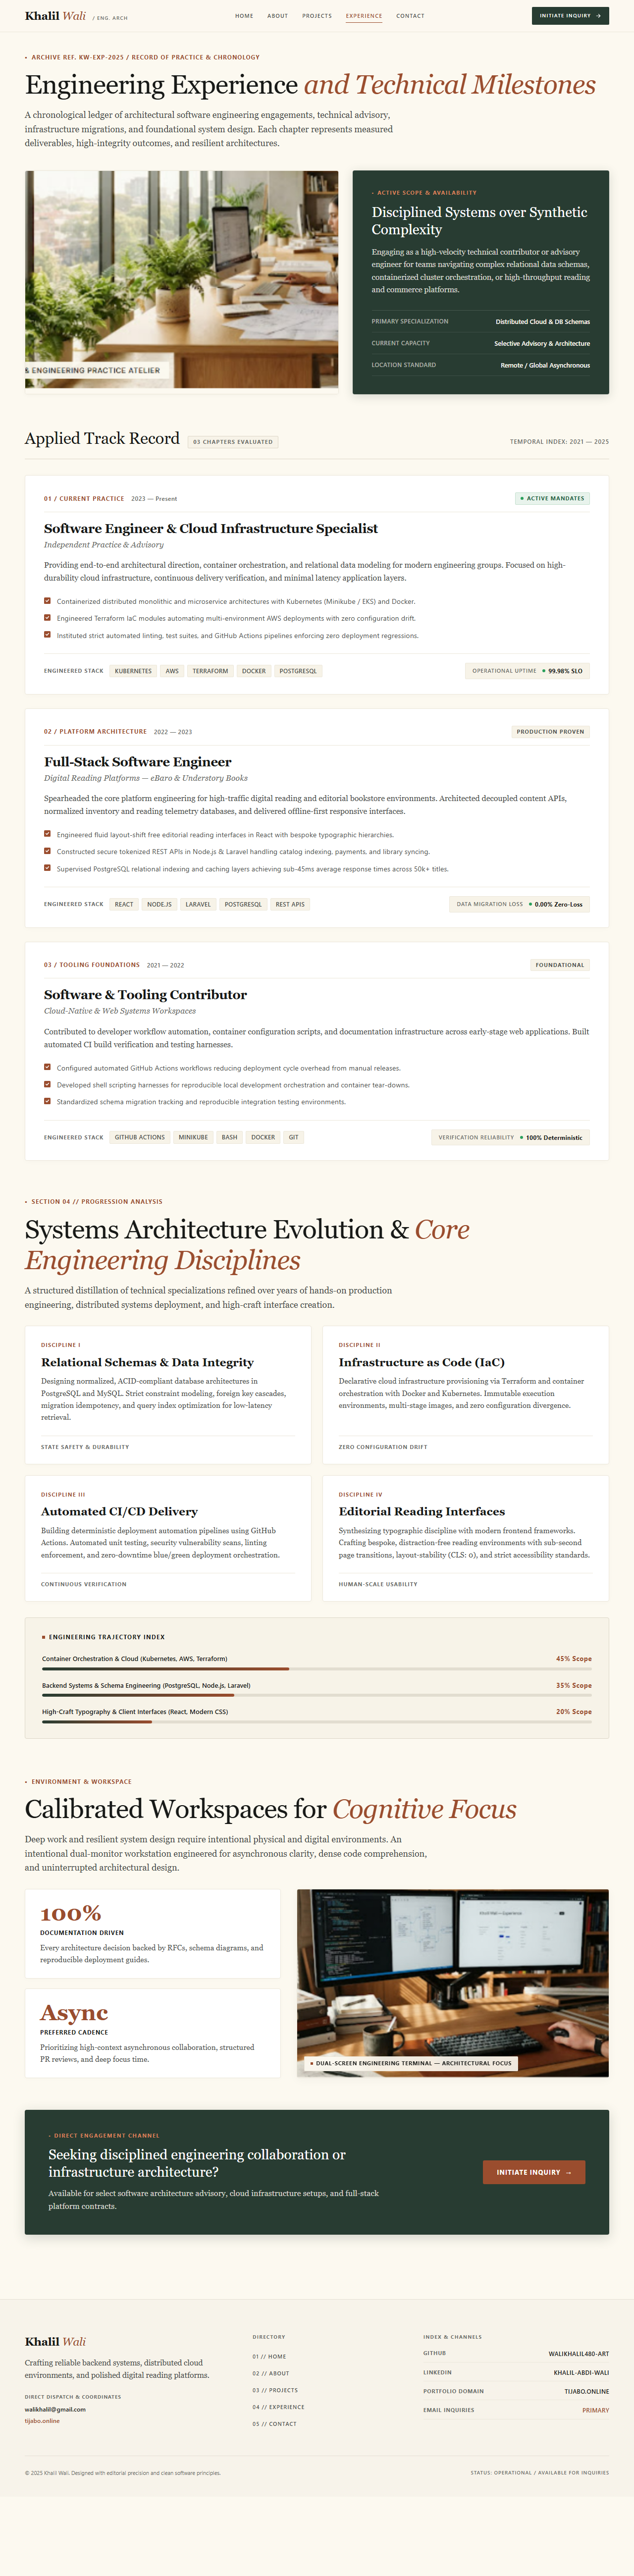 Khalil Wali / ENG. ARCH
HOME ABOUT PROJECTS EXPERIENCE CONTACT
INITIATE INQUIRY →
• ARCHIVE REF. KW-EXP-2025 / RECORD OF PRACTICE & CHRONOLOGY
Engineering Experience and Technical Milestones
A chronological ledger of architectural software engineering engagements, technical advisory,
infrastructure migrations, and foundational system design. Each chapter represents measured
deliverables, high-integrity outcomes, and resilient architectures.
& ENGINEERING PRACTICE ATELIER
• ACTIVE SCOPE & AVAILABILITY
Disciplined Systems over Synthetic
Complexity
Engaging as a high-velocity technical contributor or advisory
engineer for teams navigating complex relational data schemas,
containerized cluster orchestration, or high-throughput reading
and commerce platforms.
PRIMARY SPECIALIZATION Distributed Cloud & DB Schemas
CURRENT CAPACITY Selective Advisory & Architecture
LOCATION STANDARD Remote / Global Asynchronous
Applied Track Record 03 CHAPTERS EVALUATED
TEMPORAL INDEX: 2021 — 2025
01 / CURRENT PRACTICE 2023 — Present
ACTIVE MANDATES
Software Engineer & Cloud Infrastructure Specialist
Independent Practice & Advisory
Providing end-to-end architectural direction, container orchestration, and relational data modeling for modern engineering groups. Focused on high-
durability cloud infrastructure, continuous delivery verification, and minimal latency application layers.
Containerized distributed monolithic and microservice architectures with Kubernetes (Minikube / EKS) and Docker.
Engineered Terraform IaC modules automating multi-environment AWS deployments with zero configuration drift.
Instituted strict automated linting, test suites, and GitHub Actions pipelines enforcing zero deployment regressions.
ENGINEERED STACK KUBERNETES AWS TERRAFORM DOCKER POSTGRESQL
OPERATIONAL UPTIME 99.98% SLO
02 / PLATFORM ARCHITECTURE 2022 — 2023
PRODUCTION PROVEN
Full-Stack Software Engineer
Digital Reading Platforms — eBaro & Understory Books
Spearheaded the core platform engineering for high-traffic digital reading and editorial bookstore environments. Architected decoupled content APIs,
normalized inventory and reading telemetry databases, and delivered offline-first responsive interfaces.
Engineered fluid layout-shift free editorial reading interfaces in React with bespoke typographic hierarchies.
Constructed secure tokenized REST APIs in Node.js & Laravel handling catalog indexing, payments, and library syncing.
Supervised PostgreSQL relational indexing and caching layers achieving sub-45ms average response times across 50k+ titles.
ENGINEERED STACK REACT NODE.JS LARAVEL POSTGRESQL REST APIS
DATA MIGRATION LOSS 0.00% Zero-Loss
03 / TOOLING FOUNDATIONS 2021 — 2022
FOUNDATIONAL
Software & Tooling Contributor
Cloud-Native & Web Systems Workspaces
Contributed to developer workflow automation, container configuration scripts, and documentation infrastructure across early-stage web applications. Built
automated CI build verification and testing harnesses.
Configured automated GitHub Actions workflows reducing deployment cycle overhead from manual releases.
Developed shell scripting harnesses for reproducible local development orchestration and container tear-downs.
Standardized schema migration tracking and reproducible integration testing environments.
ENGINEERED STACK GITHUB ACTIONS MINIKUBE BASH DOCKER GIT
VERIFICATION RELIABILITY 100% Deterministic
• SECTION 04 // PROGRESSION ANALYSIS
Systems Architecture Evolution & Core
Engineering Disciplines
A structured distillation of technical specializations refined over years of hands-on production
engineering, distributed systems deployment, and high-craft interface creation.
DISCIPLINE I
Relational Schemas & Data Integrity
Designing normalized, ACID-compliant database architectures in
PostgreSQL and MySQL. Strict constraint modeling, foreign key cascades,
migration idempotency, and query index optimization for low-latency
retrieval.
STATE SAFETY & DURABILITY
DISCIPLINE II
Infrastructure as Code (IaC)
Declarative cloud infrastructure provisioning via Terraform and container
orchestration with Docker and Kubernetes. Immutable execution
environments, multi-stage images, and zero configuration divergence.
ZERO CONFIGURATION DRIFT
DISCIPLINE III
Automated CI/CD Delivery
Building deterministic deployment automation pipelines using GitHub
Actions. Automated unit testing, security vulnerability scans, linting
enforcement, and zero-downtime blue/green deployment orchestration.
CONTINUOUS VERIFICATION
DISCIPLINE IV
Editorial Reading Interfaces
Synthesizing typographic discipline with modern frontend frameworks.
Crafting bespoke, distraction-free reading environments with sub-second
page transitions, layout-stability (CLS: 0), and strict accessibility standards.
HUMAN-SCALE USABILITY
ENGINEERING TRAJECTORY INDEX
Container Orchestration & Cloud (Kubernetes, AWS, Terraform) 45% Scope
Backend Systems & Schema Engineering (PostgreSQL, Node.js, Laravel) 35% Scope
High-Craft Typography & Client Interfaces (React, Modern CSS) 20% Scope
• ENVIRONMENT & WORKSPACE
Calibrated Workspaces for Cognitive Focus
Deep work and resilient system design require intentional physical and digital environments. An
intentional dual-monitor workstation engineered for asynchronous clarity, dense code comprehension,
and uninterrupted architectural design.
100%
DOCUMENTATION DRIVEN
Every architecture decision backed by RFCs, schema diagrams, and
reproducible deployment guides.
Async
PREFERRED CADENCE
Prioritizing high-context asynchronous collaboration, structured
PR reviews, and deep focus time.
DUAL-SCREEN ENGINEERING TERMINAL — ARCHITECTURAL FOCUS
– DIRECT ENGAGEMENT CHANNEL
Seeking disciplined engineering collaboration or
infrastructure architecture?
Available for select software architecture advisory, cloud infrastructure setups, and full-stack
platform contracts.
INITIATE INQUIRY →
Khalil Wali
Crafting reliable backend systems, distributed cloud
environments, and polished digital reading platforms.
DIRECT DISPATCH & COORDINATES
walikhalil@gmail.com
tijabo.online
DIRECTORY
01 // HOME
02 // ABOUT
03 // PROJECTS
04 // EXPERIENCE
05 // CONTACT
INDEX & CHANNELS
GITHUB WALIKHALIL480-ART
LINKEDIN KHALIL-ABDI-WALI
PORTFOLIO DOMAIN TIJABO.ONLINE
EMAIL INQUIRIES PRIMARY
© 2025 Khalil Wali. Designed with editorial precision and clean software principles.
STATUS: OPERATIONAL / AVAILABLE FOR INQUIRIES